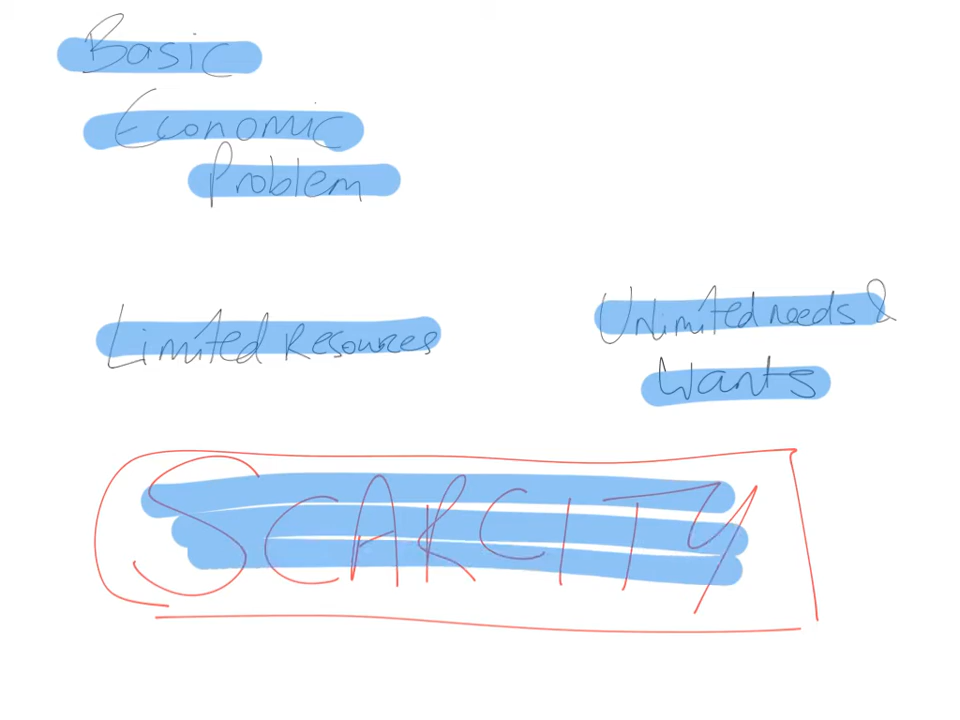 Basic
Economic
Problem
Limited Resources
Unlimited needs &
Wants
SCARCITY